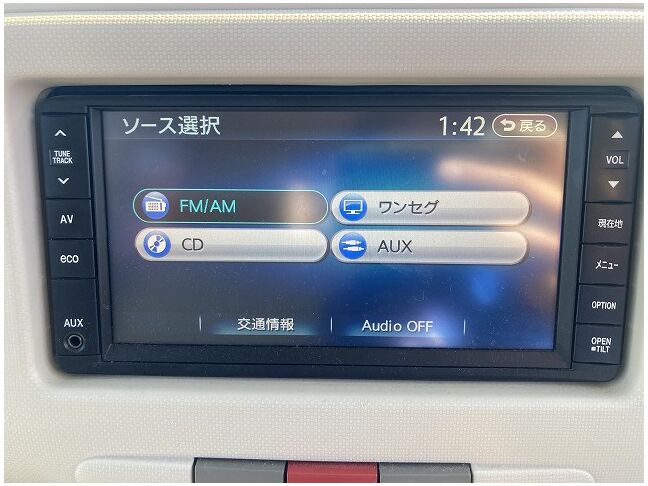 ソース選択 1:42 戻る
FM/AM ワンセグ
CD AUX
交通情報 Audio OFF
TUNE
TRACK
AV
eco
AUX
VOL
現在地
メニュー
OPTION
OPEN
TILT